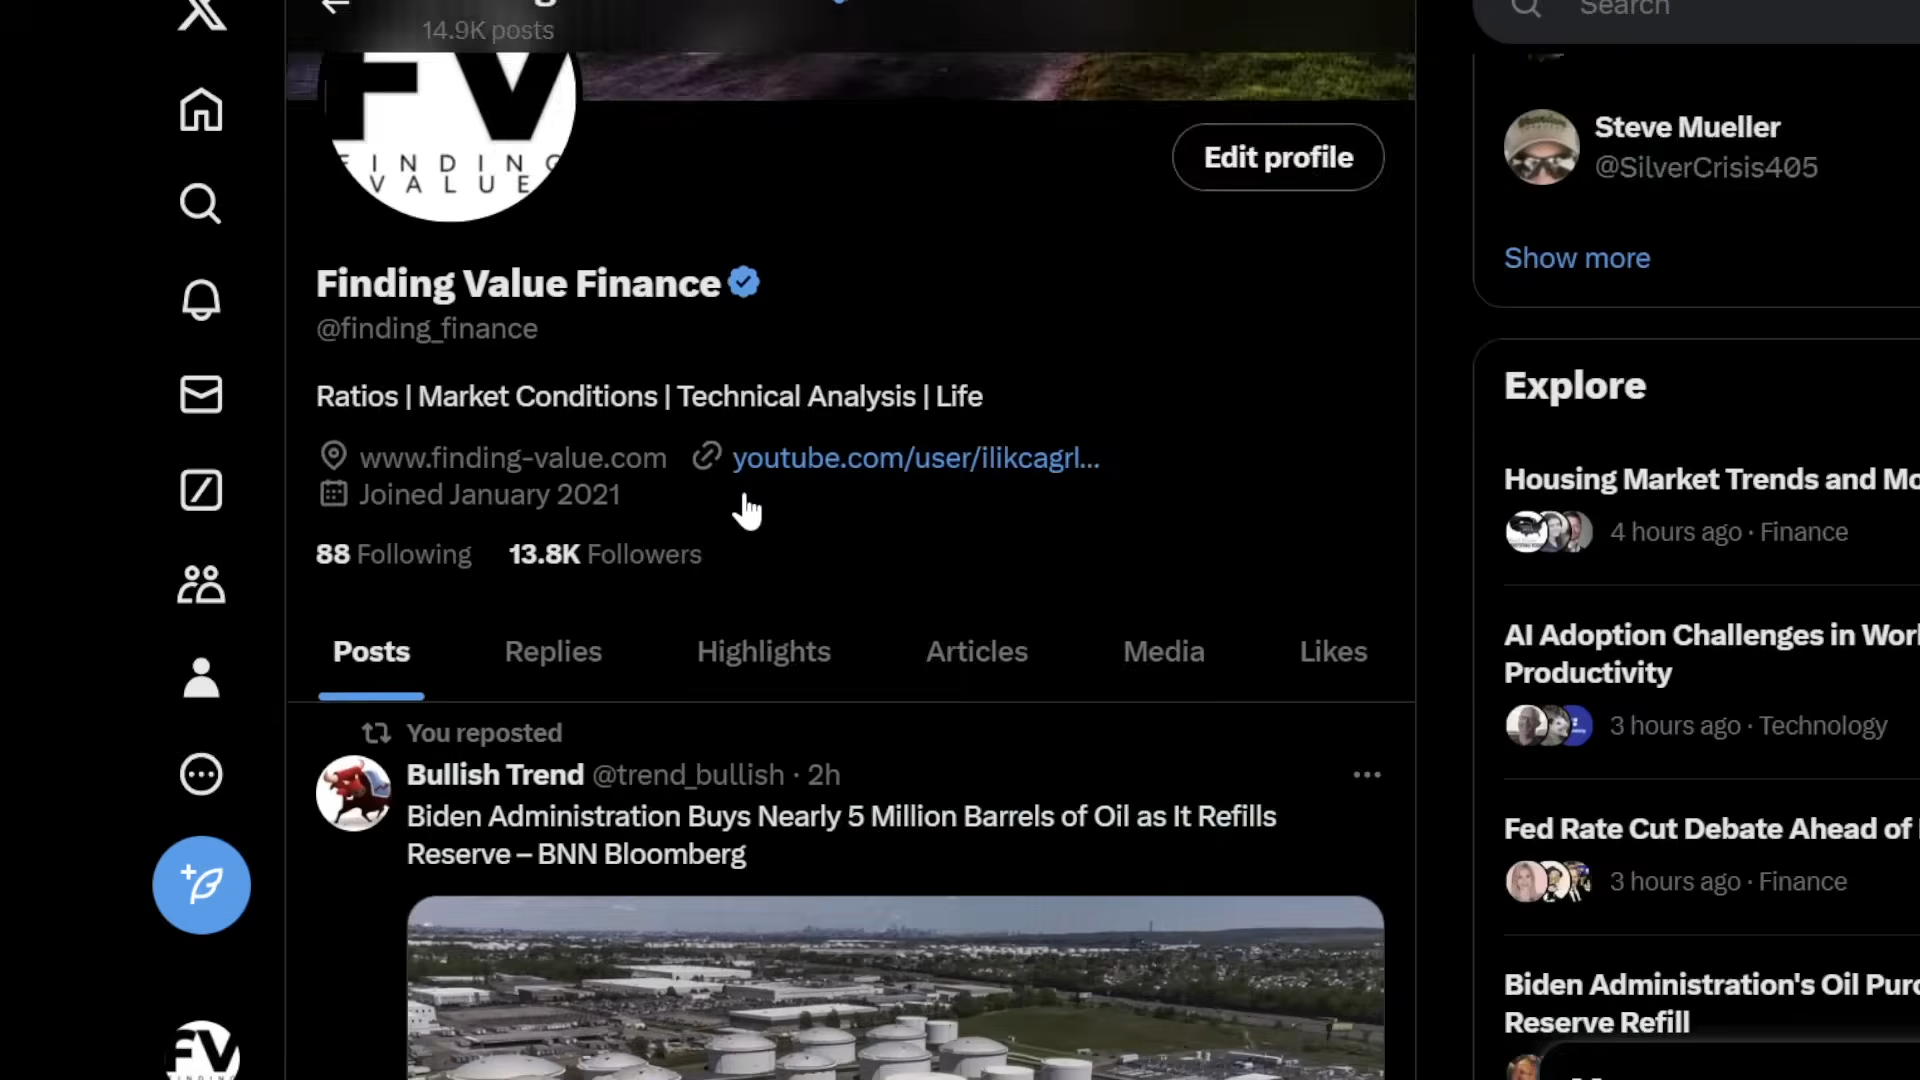 14.9K posts
Search
FV
FINDING
VALUE
Edit profile
Steve Mueller
@SilverCrisis405
Show more
Finding Value Finance
@finding_finance
Ratios | Market Conditions | Technical Analysis | Life
www.finding-value.com youtube.com/user/ilikcagrl...
Joined January 2021
88 Following 13.8K Followers
Posts Replies Highlights Articles Media Likes
You reposted
Bullish Trend @trend_bullish · 2h
Biden Administration Buys Nearly 5 Million Barrels of Oil as It Refills
Reserve – BNN Bloomberg
Explore
Housing Market Trends and Mo
4 hours ago · Finance
AI Adoption Challenges in Work
Productivity
3 hours ago · Technology
Fed Rate Cut Debate Ahead of
3 hours ago · Finance
Biden Administration's Oil Purc
Reserve Refill
FV